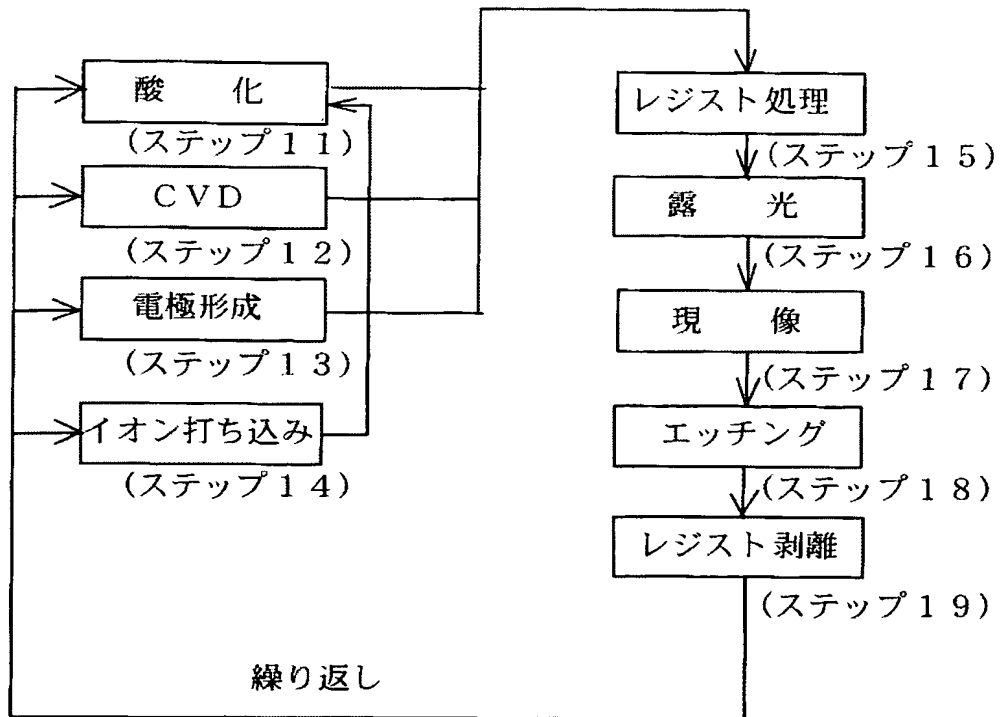 酸　化
(ステップ１１)
ＣＶＤ
(ステップ１２)
電極形成
(ステップ１３)
イオン打ち込み
(ステップ１４)
レジスト処理
(ステップ１５)
露　光
(ステップ１６)
現　像
(ステップ１７)
エッチング
(ステップ１８)
レジスト剥離
(ステップ１９)
繰り返し